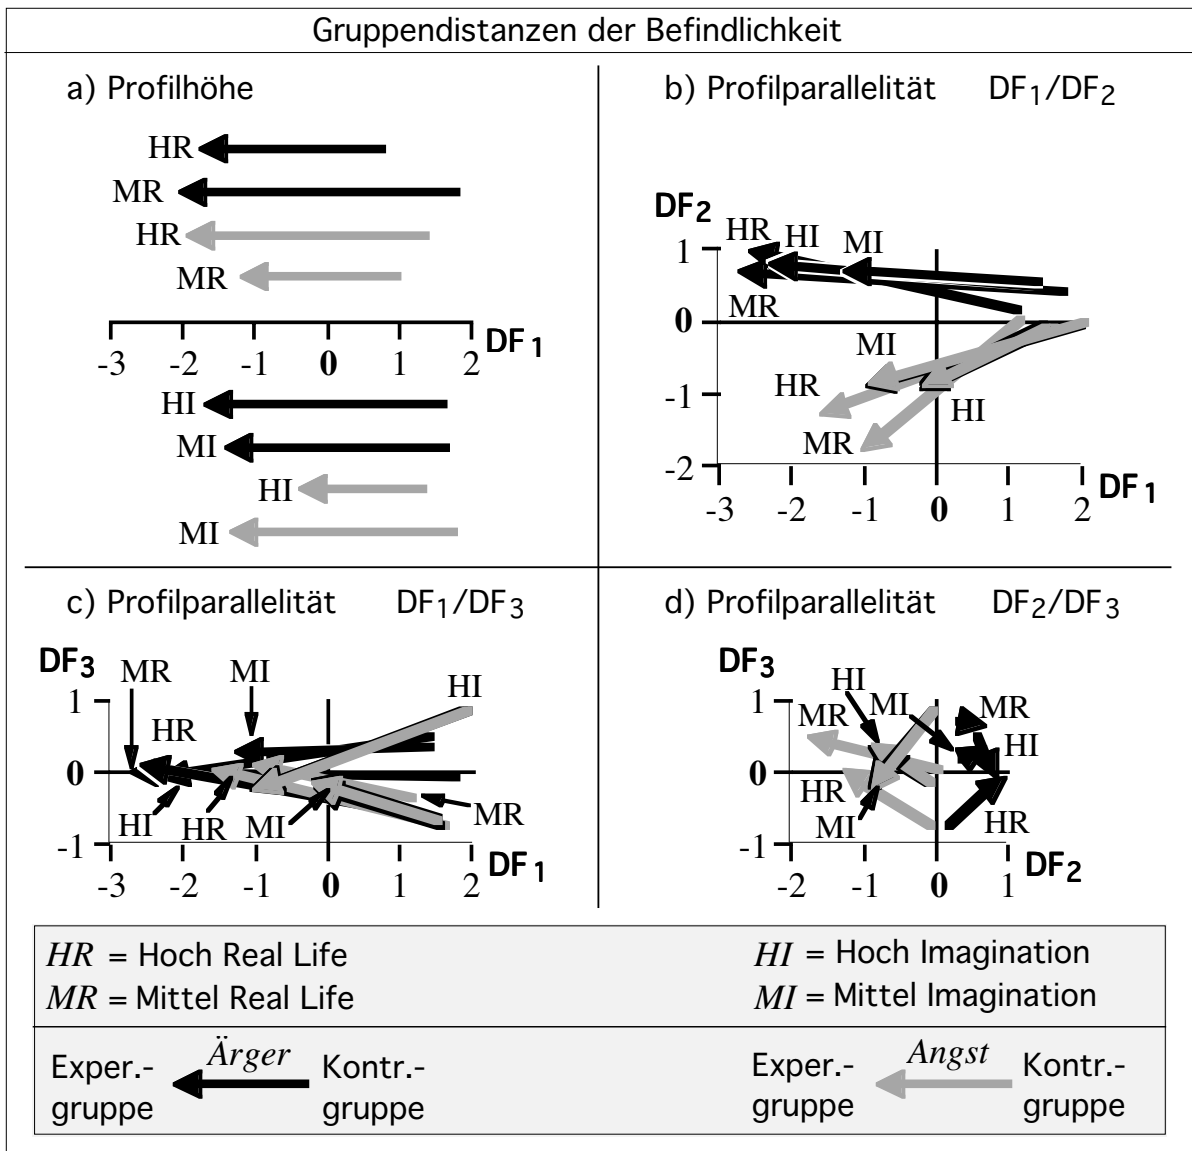 Gruppendistanzen der Befindlichkeit
a) Profilhöhe
HR
MR
HR
MR
-3 -2 -1 0 1 2 DF1
HI
MI
HI
MI
b) Profilparallelität DF1/DF2
DF2
HR HI MI
1
MR
0
MI
HR
-1
HI
MR
-2
-3 -2 -1 0 1 2 DF1
c) Profilparallelität DF1/DF3
DF3
MR MI HI
1
HR
0
HI HR MI MR
-1
-3 -2 -1 0 1 2 DF1
d) Profilparallelität DF2/DF3
DF3
HI
1
MR MI MR
HI
0
HR
MI HR
-1
-2 -1 0 1 DF2
HR = Hoch Real Life
MR = Mittel Real Life
HI = Hoch Imagination
MI = Mittel Imagination
Exper.- Ärger Kontr.-
gruppe gruppe
Exper.- Angst Kontr.-
gruppe gruppe